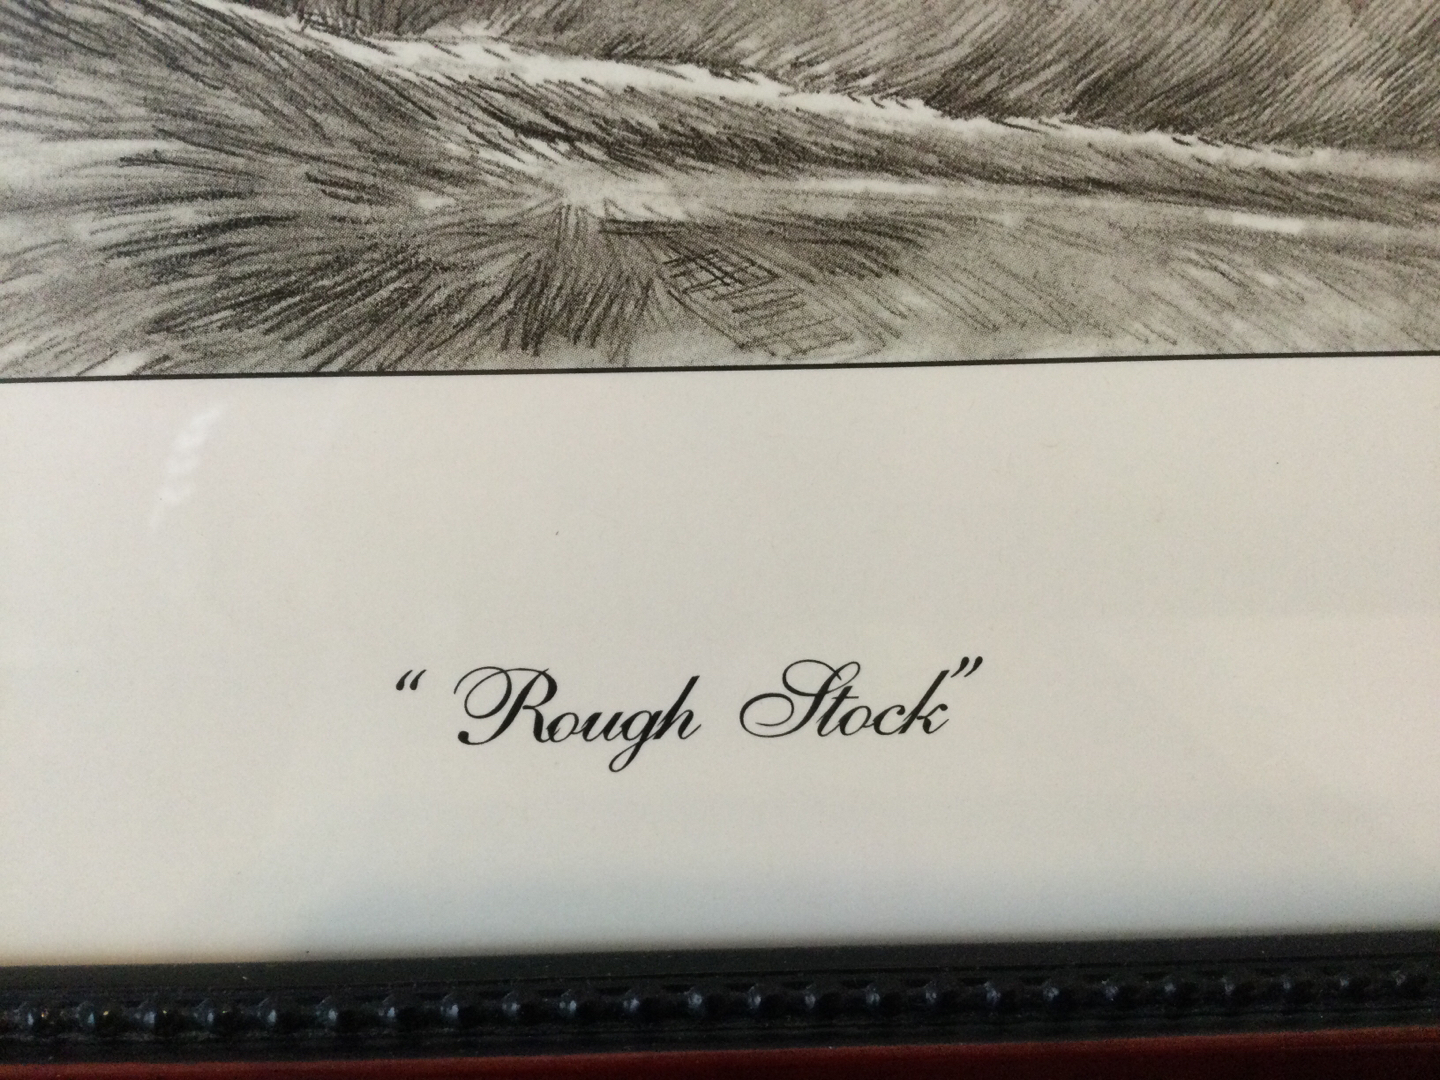 “ Rough Stock”